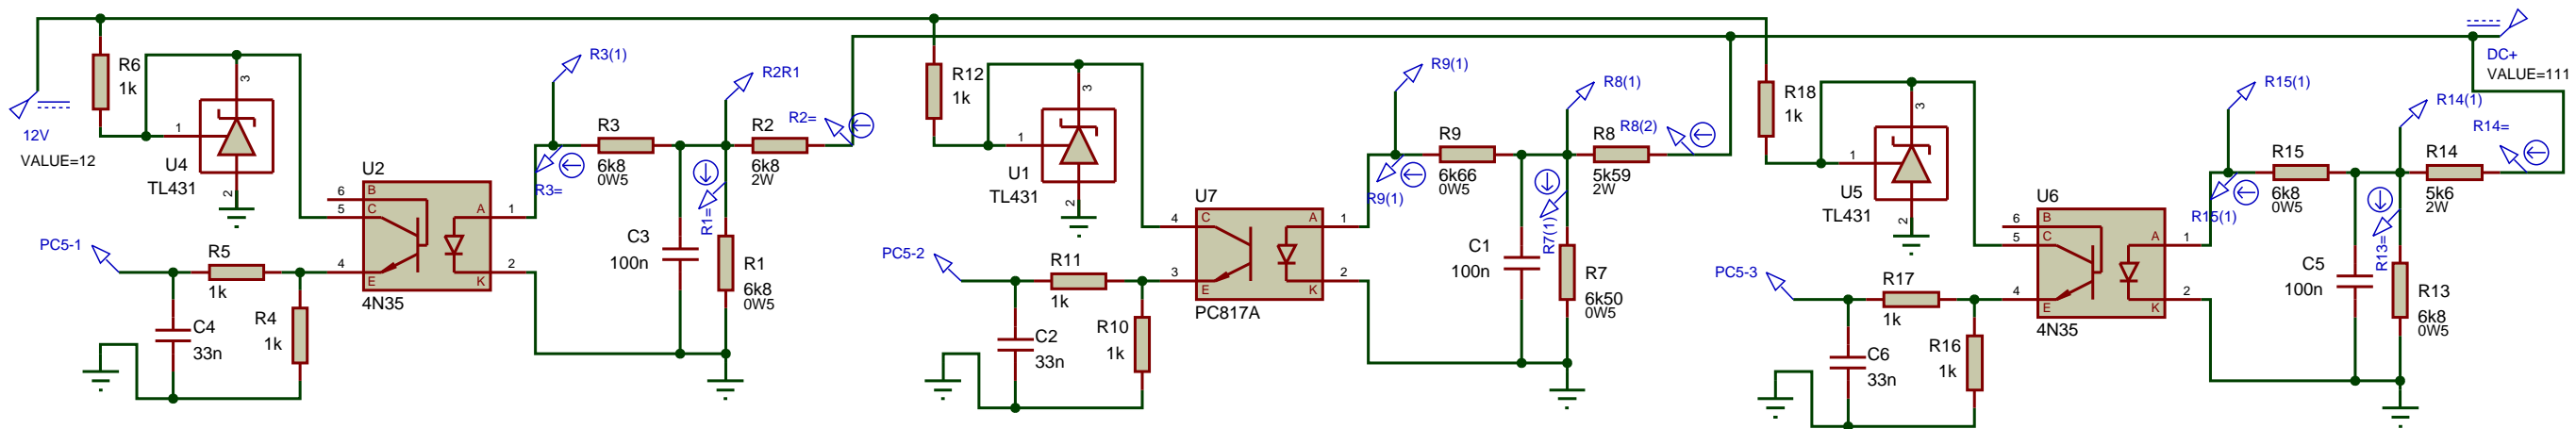 12V
VALUE=12
R6
1k
3
1
U4
TL431
2
PC5-1
R5
1k
C4
33n
R4
1k
U2
6
B
5
C
4
E
A
1
K
2
4N35
R3(1)
R3=
R3
6k8
0W5
R2R1
R2
6k8
2W
R2=
R1=
C3
100n
R1
6k8
0W5
R12
1k
3
1
U1
TL431
2
PC5-2
R11
1k
C2
33n
R10
1k
U7
4
C
3
E
A
1
K
2
PC817A
R9(1)
R9(1)
R9
6k66
0W5
R8(1)
R8
5k59
2W
R8(2)
R7(1)
C1
100n
R7
6k50
0W5
R18
1k
3
1
U5
TL431
2
PC5-3
R17
1k
C6
33n
R16
1k
U6
6
B
5
C
4
E
A
1
K
2
4N35
R15(1)
R15(1)
R15
6k8
0W5
R14(1)
R14
5k6
2W
R14=
R13=
C5
100n
R13
6k8
0W5
DC+
VALUE=111